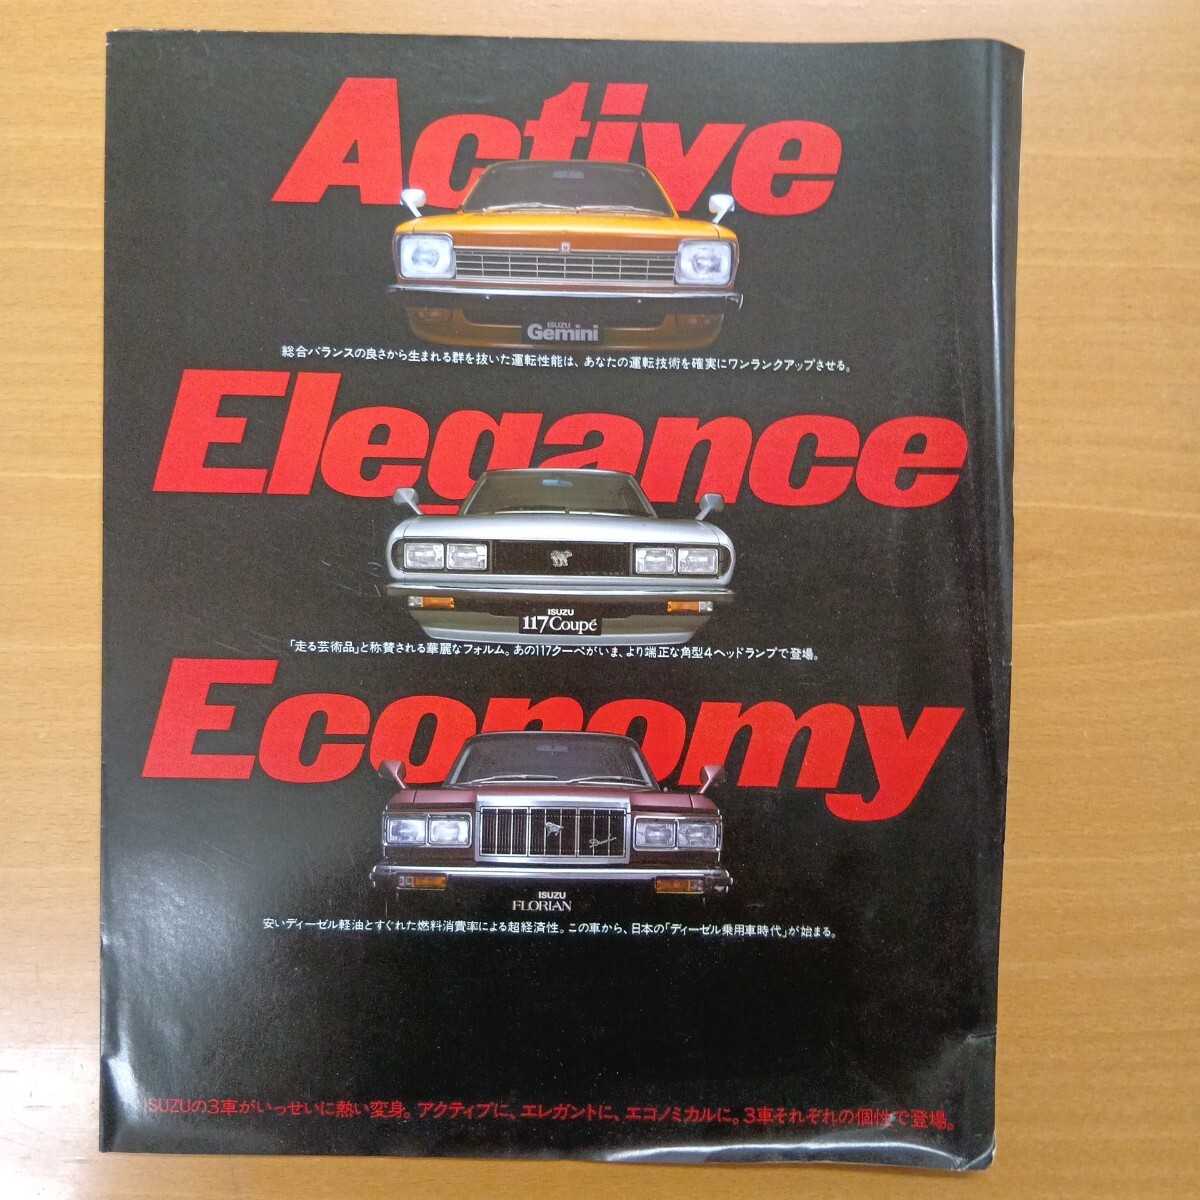 Active
ISUZU
Gemini
総合バランスの良さから生まれる群を抜いた運転性能は、あなたの運転技術を確実にワンランクアップさせる。
Elegance
ISUZU
117 Coupé
「走る芸術品」と称賛される華麗なフォルム。あの117クーペがいま、より端正な角型4ヘッドランプで登場。
Economy
Diesel
ISUZU
FLORIAN
安いディーゼル軽油とすぐれた燃料消費率による超経済性。この車から、日本の「ディーゼル乗用車時代」が始まる。
ISUZUの3車がいっせいに熱い変身。アクティブに、エレガントに、エコノミカルに。3車それぞれの個性で登場。